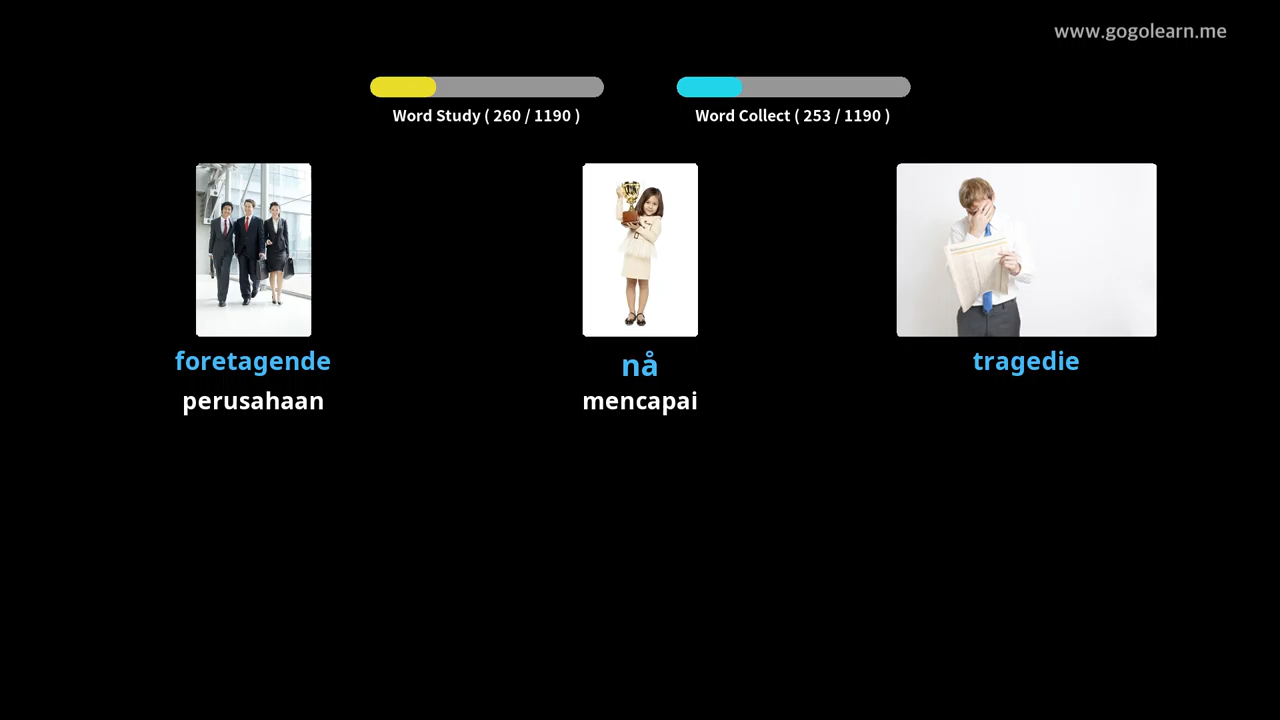 www.gogolearn.me
Word Study ( 260 / 1190 )
Word Collect ( 253 / 1190 )
foretagende
perusahaan
nå
mencapai
tragedie